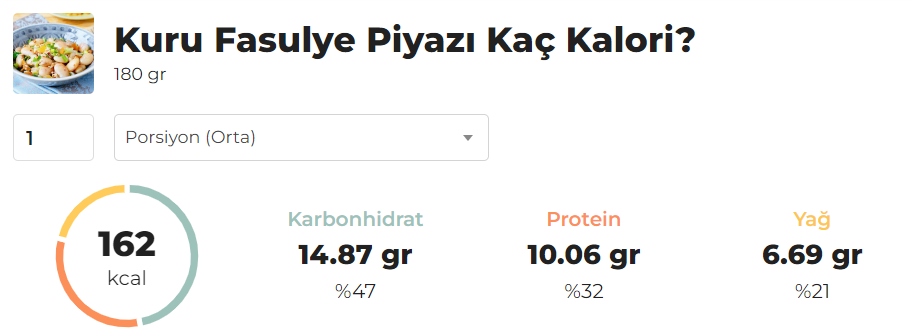 Kuru Fasulye Piyazı Kaç Kalori?
180 gr
1 Porsiyon (Orta)
162
kcal
Karbonhidrat Protein Yağ
14.87 gr 10.06 gr 6.69 gr
%47 %32 %21